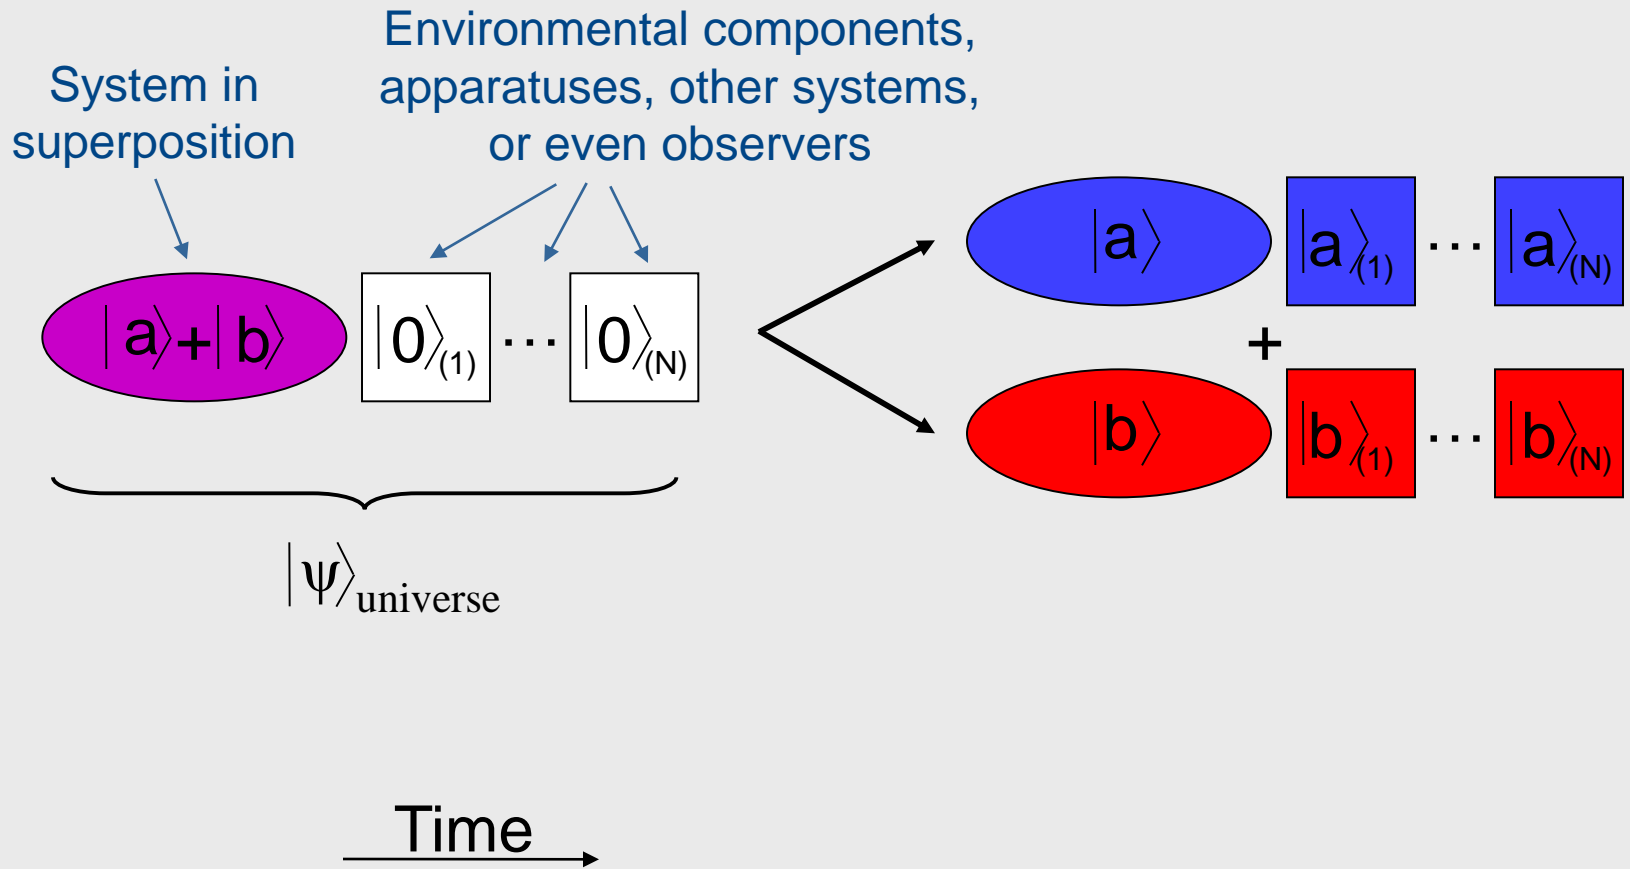 System in
superposition
Environmental components,
apparatuses, other systems,
or even observers
|a⟩+|b⟩ |0⟩(1) ... |0⟩(N)
|a⟩ |a⟩(1) ... |a⟩(N)
+
|b⟩ |b⟩(1) ... |b⟩(N)
|ψ⟩universe
Time